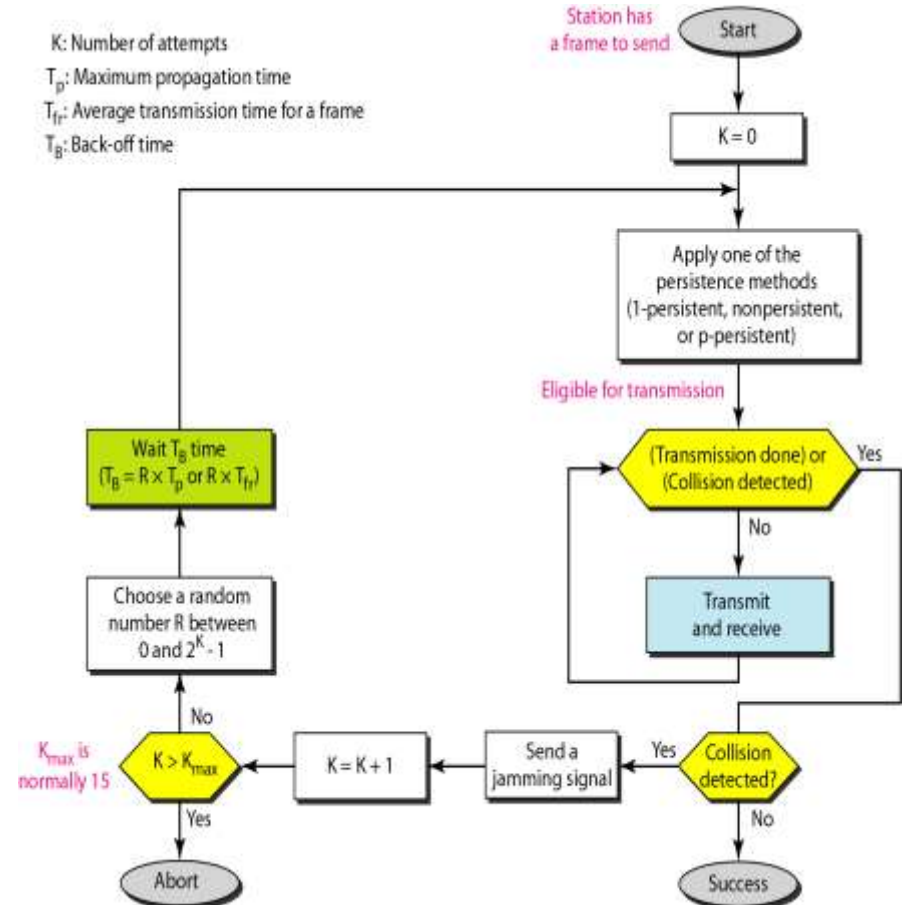 K: Number of attempts
Tp: Maximum propagation time
Tfr: Average transmission time for a frame
TB: Back-off time
Station has
a frame to send
Start
K = 0
Apply one of the
persistence methods
(1-persistent, nonpersistent,
or p-persistent)
Eligible for transmission
(Transmission done) or
(Collision detected)
Yes
No
Transmit
and receive
Wait TB time
(TB = R × Tp or R × Tfr)
Choose a random
number R between
0 and 2^K - 1
No
Kmax is
normally 15
K > Kmax
K = K + 1
Send a
jamming signal
Yes
Collision
detected?
Yes
No
Abort
Success